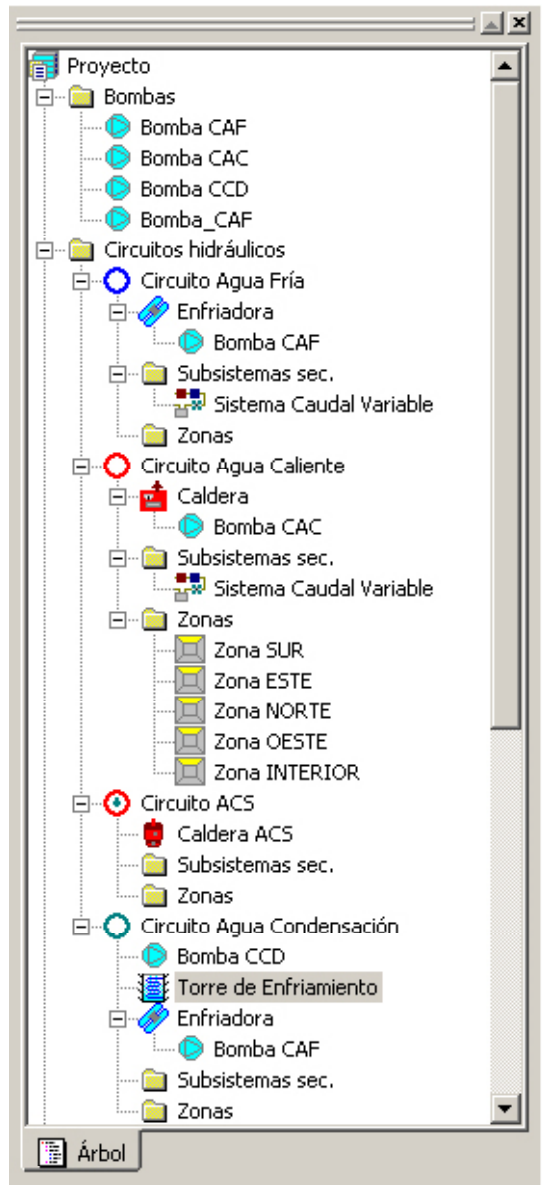 Proyecto
Bombas
Bomba CAF
Bomba CAC
Bomba CCD
Bomba_CAF
Circuitos hidráulicos
Circuito Agua Fría
Enfriadora
Bomba CAF
Subsistemas sec.
Sistema Caudal Variable
Zonas
Circuito Agua Caliente
Caldera
Bomba CAC
Subsistemas sec.
Sistema Caudal Variable
Zonas
Zona SUR
Zona ESTE
Zona NORTE
Zona OESTE
Zona INTERIOR
Circuito ACS
Caldera ACS
Subsistemas sec.
Zonas
Circuito Agua Condensación
Bomba CCD
Torre de Enfriamiento
Enfriadora
Bomba CAF
Subsistemas sec.
Zonas
Árbol